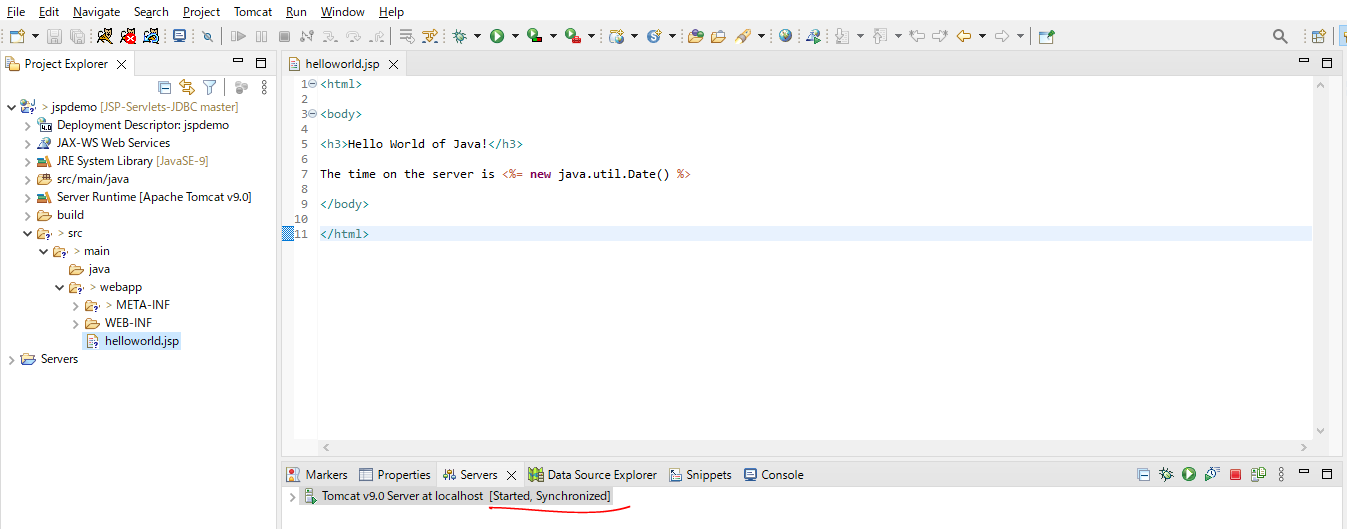 File Edit Navigate Search Project Tomcat Run Window Help
Project Explorer
> jspdemo [JSP-Servlets-JDBC master]
Deployment Descriptor: jspdemo
JAX-WS Web Services
JRE System Library [JavaSE-9]
src/main/java
Server Runtime [Apache Tomcat v9.0]
build
> src
> main
java
> webapp
> META-INF
WEB-INF
helloworld.jsp
Servers
helloworld.jsp
1 <html>
2
3 <body>
4
5 <h3>Hello World of Java!</h3>
6
7 The time on the server is <%= new java.util.Date() %>
8
9 </body>
10
11 </html>
Markers Properties Servers Data Source Explorer Snippets Console
Tomcat v9.0 Server at localhost [Started, Synchronized]